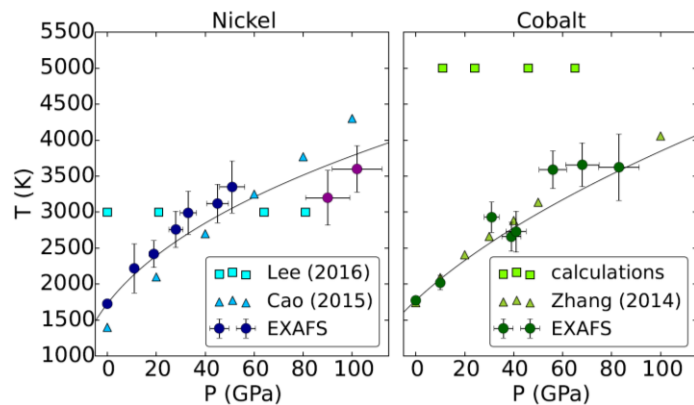 Nickel
Cobalt
T (K)
5500
5000
4500
4000
3500
3000
2500
2000
1500
1000
Lee (2016)
Cao (2015)
EXAFS
0 20 40 60 80 100
P (GPa)
calculations
Zhang (2014)
EXAFS
0 20 40 60 80 100
P (GPa)